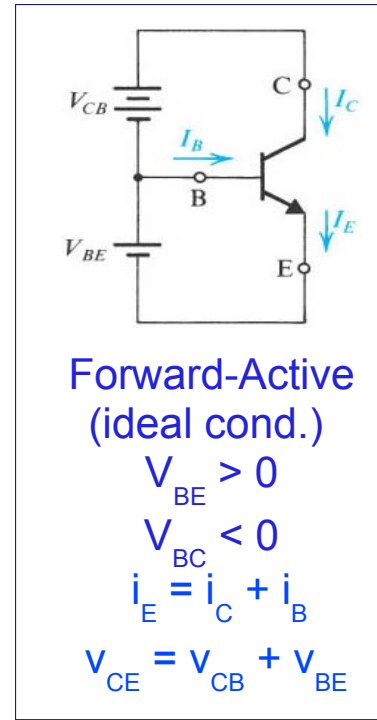 C
V_CB
I_C
I_B
B
I_E
V_BE
E
Forward-Active
(ideal cond.)
V_BE > 0
V_BC < 0
i_E = i_C + i_B
v_CE = v_CB + v_BE